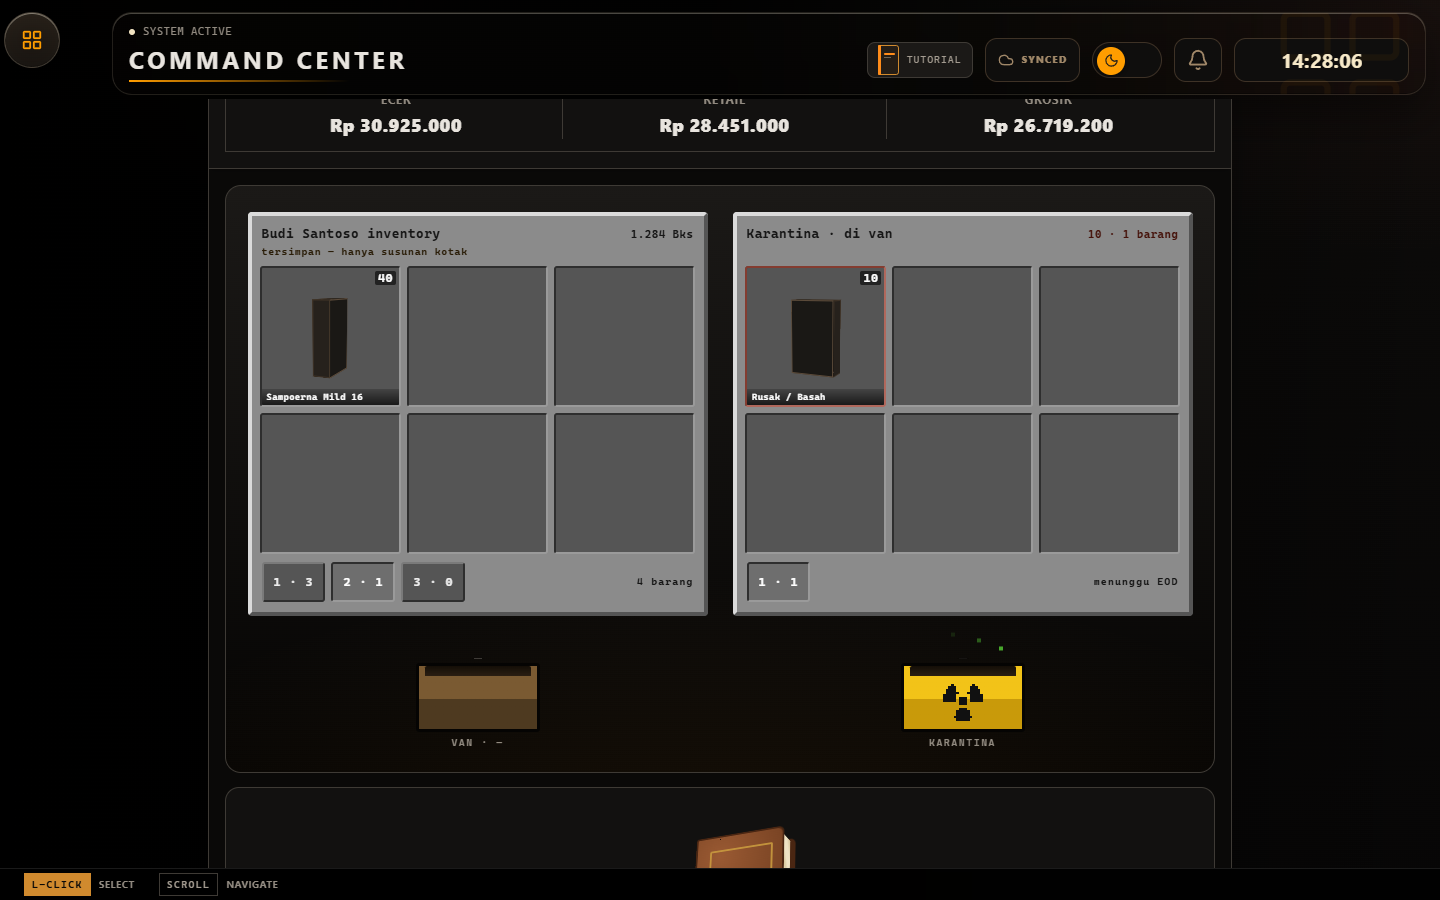 SYSTEM ACTIVE
COMMAND CENTER
TUTORIAL
SYNCED
14:28:06
ECER
RETAIL
GROSIR
Rp 30.925.000
Rp 28.451.000
Rp 26.719.200
Budi Santoso inventory
1.284 Bks
tersimpan — hanya susunan kotak
40
Sampoerna Mild 16
1 · 3
2 · 1
3 · 0
4 barang
Karantina · di van
10 · 1 barang
10
Rusak / Basah
1 · 1
menunggu EOD
VAN · —
KARANTINA
L-CLICK
SELECT
SCROLL
NAVIGATE